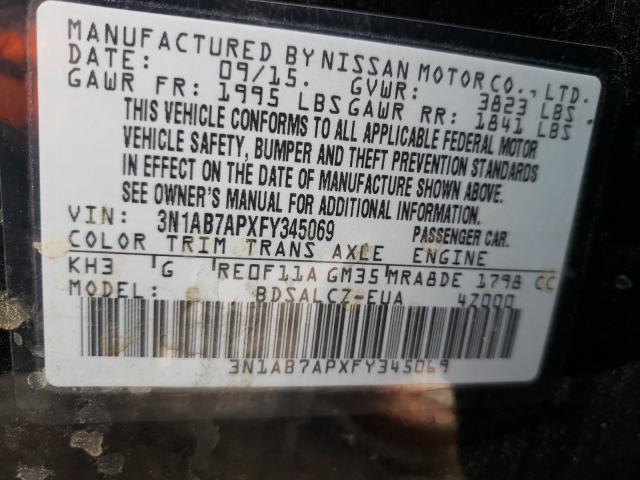 MANUFACTURED BY NISSAN MOTOR CO., LTD.
DATE: 09/15. GVWR: 3823 LBS
GAWR FR: 1995 LBS GAWR RR: 1841 LBS
THIS VEHICLE CONFORMS TO ALL APPLICABLE FEDERAL MOTOR
VEHICLE SAFETY, BUMPER AND THEFT PREVENTION STANDARDS
IN EFFECT ON THE DATE OF MANUFACTURE SHOWN ABOVE.
SEE OWNER'S MANUAL FOR ADDITIONAL INFORMATION.
VIN: 3N1AB7APXFY345069 PASSENGER CAR.
COLOR TRIM TRANS AXLE ENGINE
KH3 G RE0F11A GM35 MRA8DE 1798 CC
MODEL: BDSALCZ-EUA 4Z000
3N1AB7APXFY345069